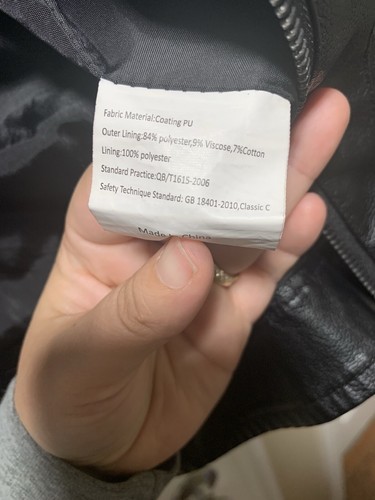 Fabric Material:Coating PU
Outer Lining:84% polyester,9% Viscose,7%Cotton
Lining:100% polyester
Standard Practice:QB/T1615-2006
Safety Technique Standard: GB 18401-2010,Classic C
Made In China